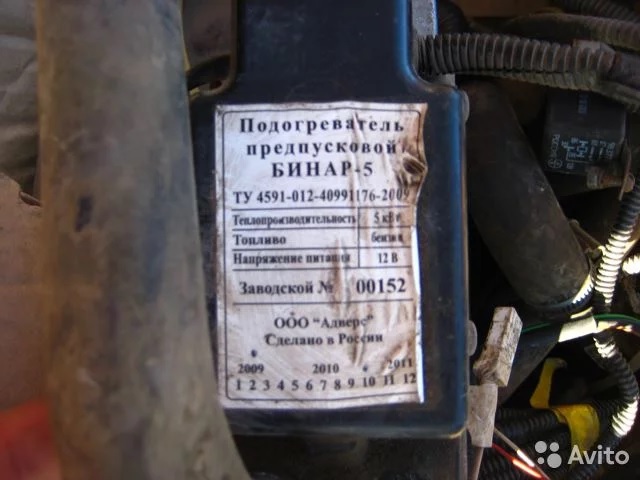 Подогреватель
предпусковой
БИНАР-5
ТУ 4591-012-40991176-2009
Теплопроизводительность 5 кВт
Топливо бензин
Напряжение питания 12 В
Заводской № 00152
ООО "Адверс"
Сделано в России
2009 2010 2011
1 2 3 4 5 6 7 8 9 10 11 12
Avito